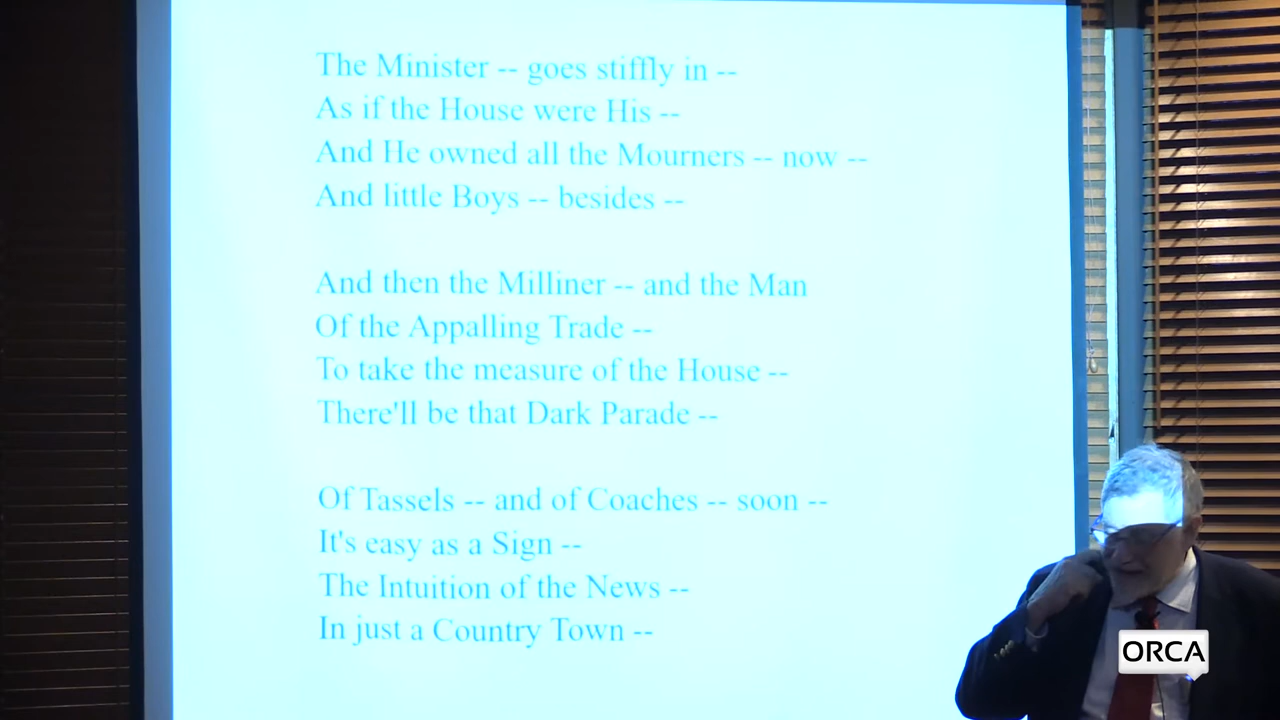 The Minister -- goes stiffly in --
As if the House were His --
And He owned all the Mourners -- now --
And little Boys -- besides --
And then the Milliner -- and the Man
Of the Appalling Trade --
To take the measure of the House --
There'll be that Dark Parade --
Of Tassels -- and of Coaches -- soon --
It's easy as a Sign --
The Intuition of the News --
In just a Country Town --
ORCA